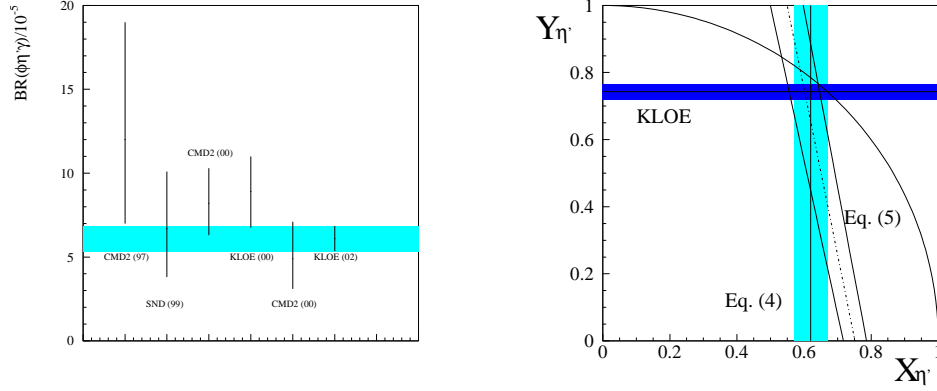 BR(ϕη'γ)/10⁻⁵
20
15
10
5
0
CMD2 (00)
CMD2 (97)
KLOE (00)
KLOE (02)
SND (99)
CMD2 (00)
Yη'
1
0.8
0.6
0.4
0.2
0
KLOE
Eq. (5)
Eq. (4)
0
0.2
0.4
0.6
0.8
1
Xη'